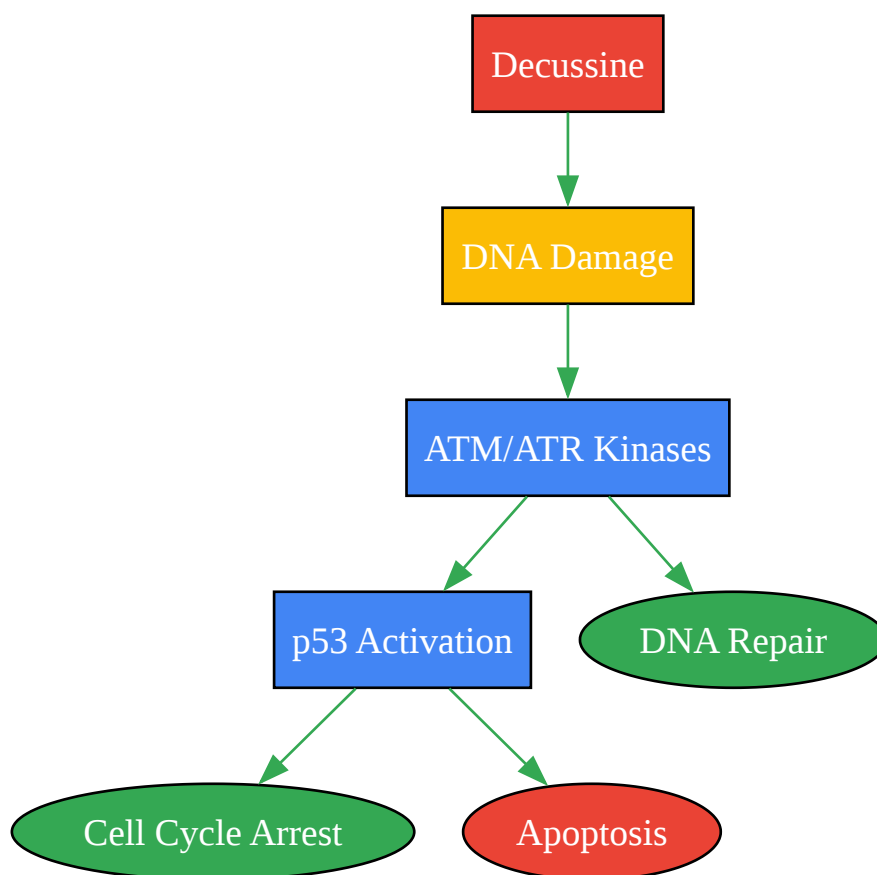 Decussine
DNA Damage
ATM/ATR Kinases
p53 Activation
DNA Repair
Cell Cycle Arrest
Apoptosis